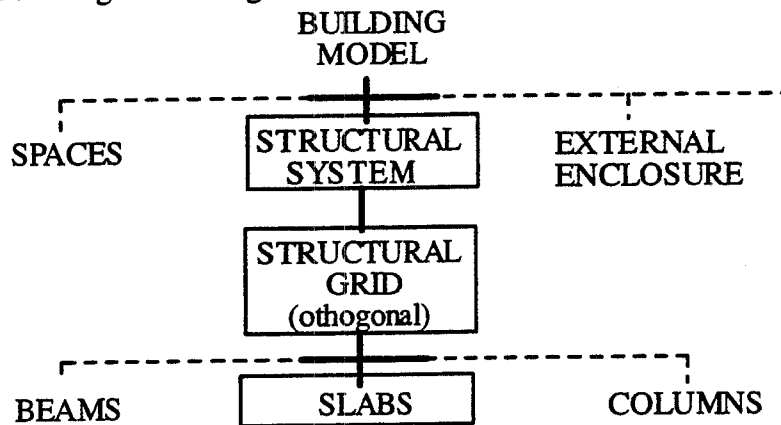 BUILDING
MODEL
SPACES
STRUCTURAL
SYSTEM
EXTERNAL
ENCLOSURE
STRUCTURAL
GRID
(othogonal)
BEAMS
SLABS
COLUMNS